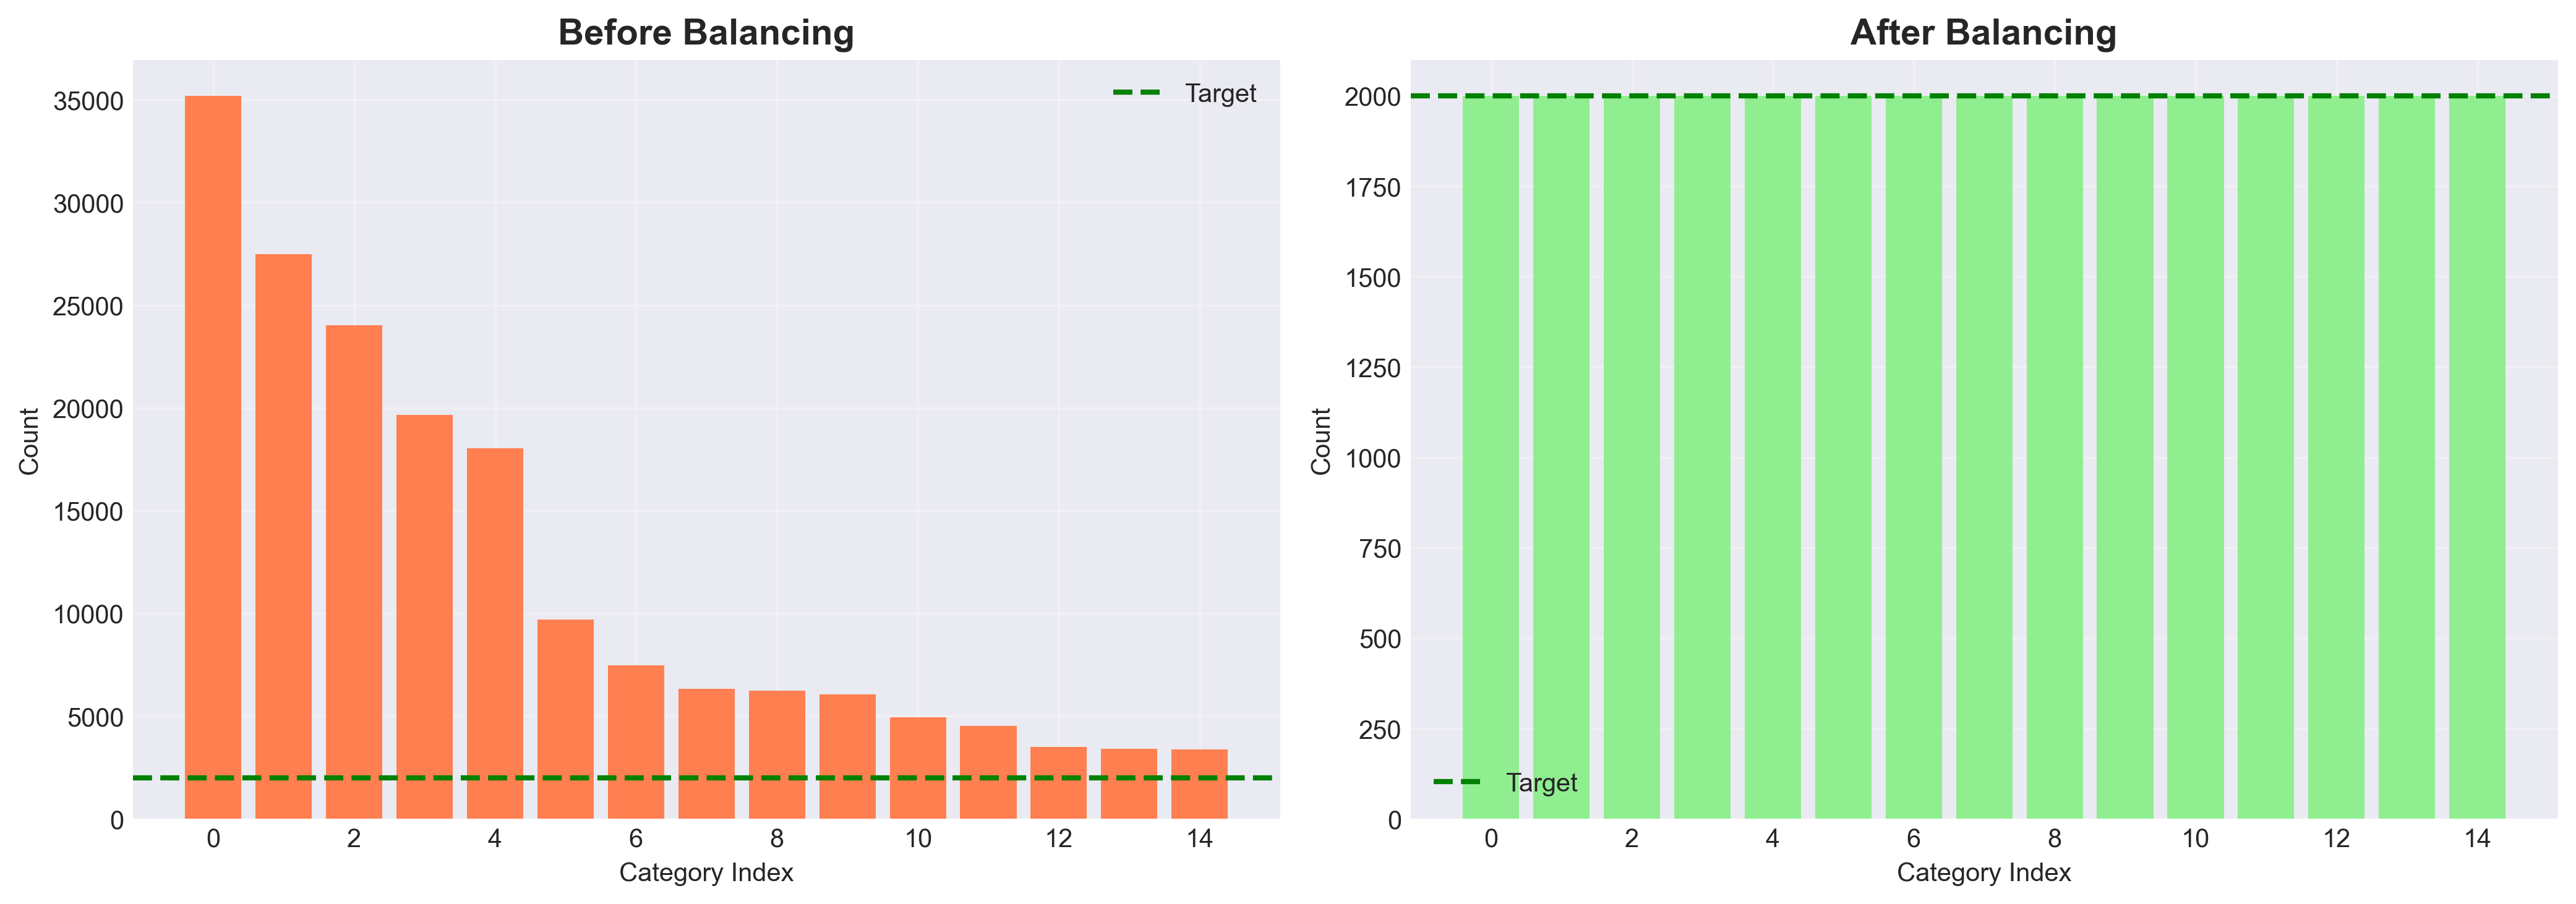 Before Balancing
Target
35000
30000
25000
20000
15000
10000
5000
0
Count
0 2 4 6 8 10 12 14
Category Index
After Balancing
2000
1750
1500
1250
1000
750
500
250
0
Count
Target
0 2 4 6 8 10 12 14
Category Index